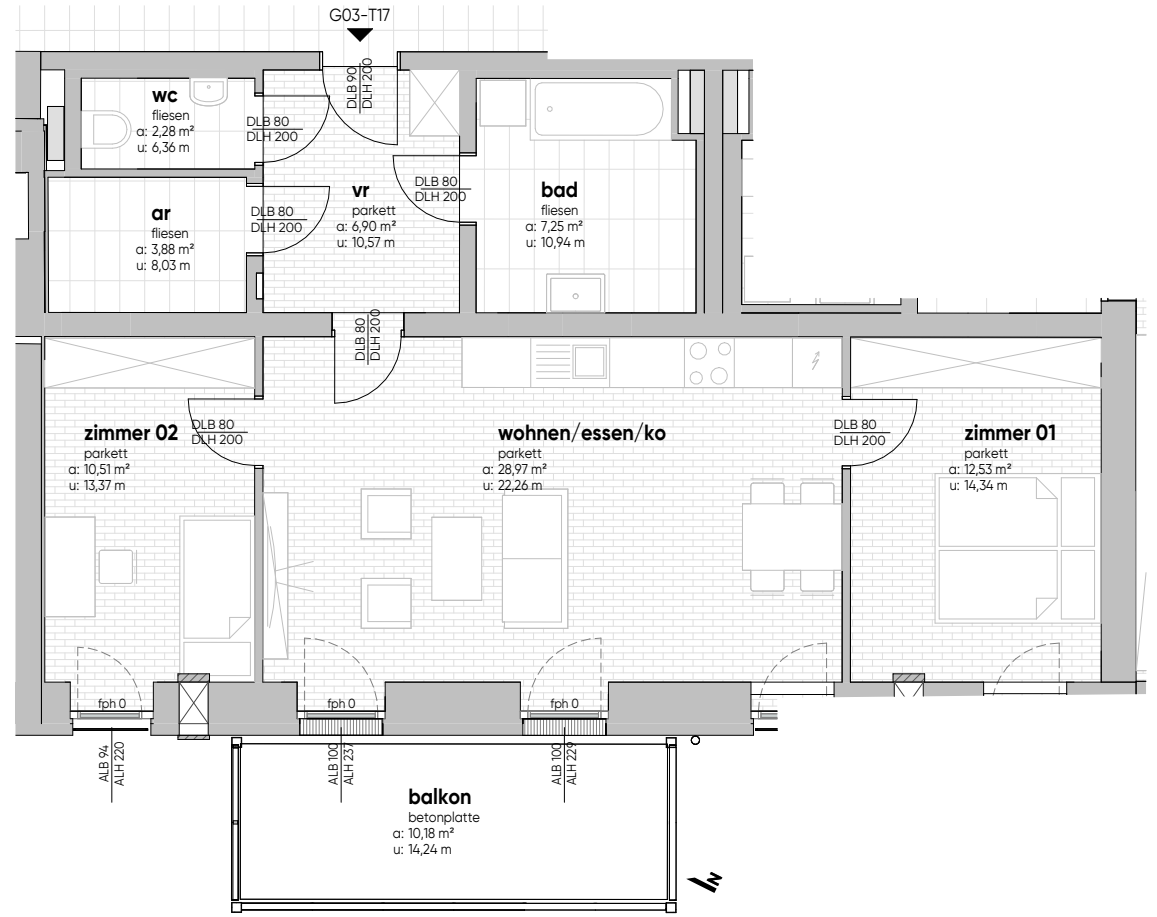 G03-T17
DLB 90
DLH 200
wc
fliesen
a: 2,28 m²
u: 6,36 m
DLB 80
DLH 200
ar
fliesen
a: 3,88 m²
u: 8,03 m
DLB 80
DLH 200
vr
parkett
a: 6,90 m²
u: 10,57 m
DLB 80
DLH 200
bad
fliesen
a: 7,25 m²
u: 10,94 m
DLB 80
DLH 200
zimmer 02
parkett
a: 10,51 m²
u: 13,37 m
DLB 80
DLH 200
wohnen/essen/ko
parkett
a: 28,97 m²
u: 22,26 m
DLB 80
DLH 200
zimmer 01
parkett
a: 12,53 m²
u: 14,34 m
fph 0
fph 0
fph 0
ALB 94
ALH 220
ALB 100
ALH 237
ALB 100
ALH 229
balkon
betonplatte
a: 10,18 m²
u: 14,24 m
N